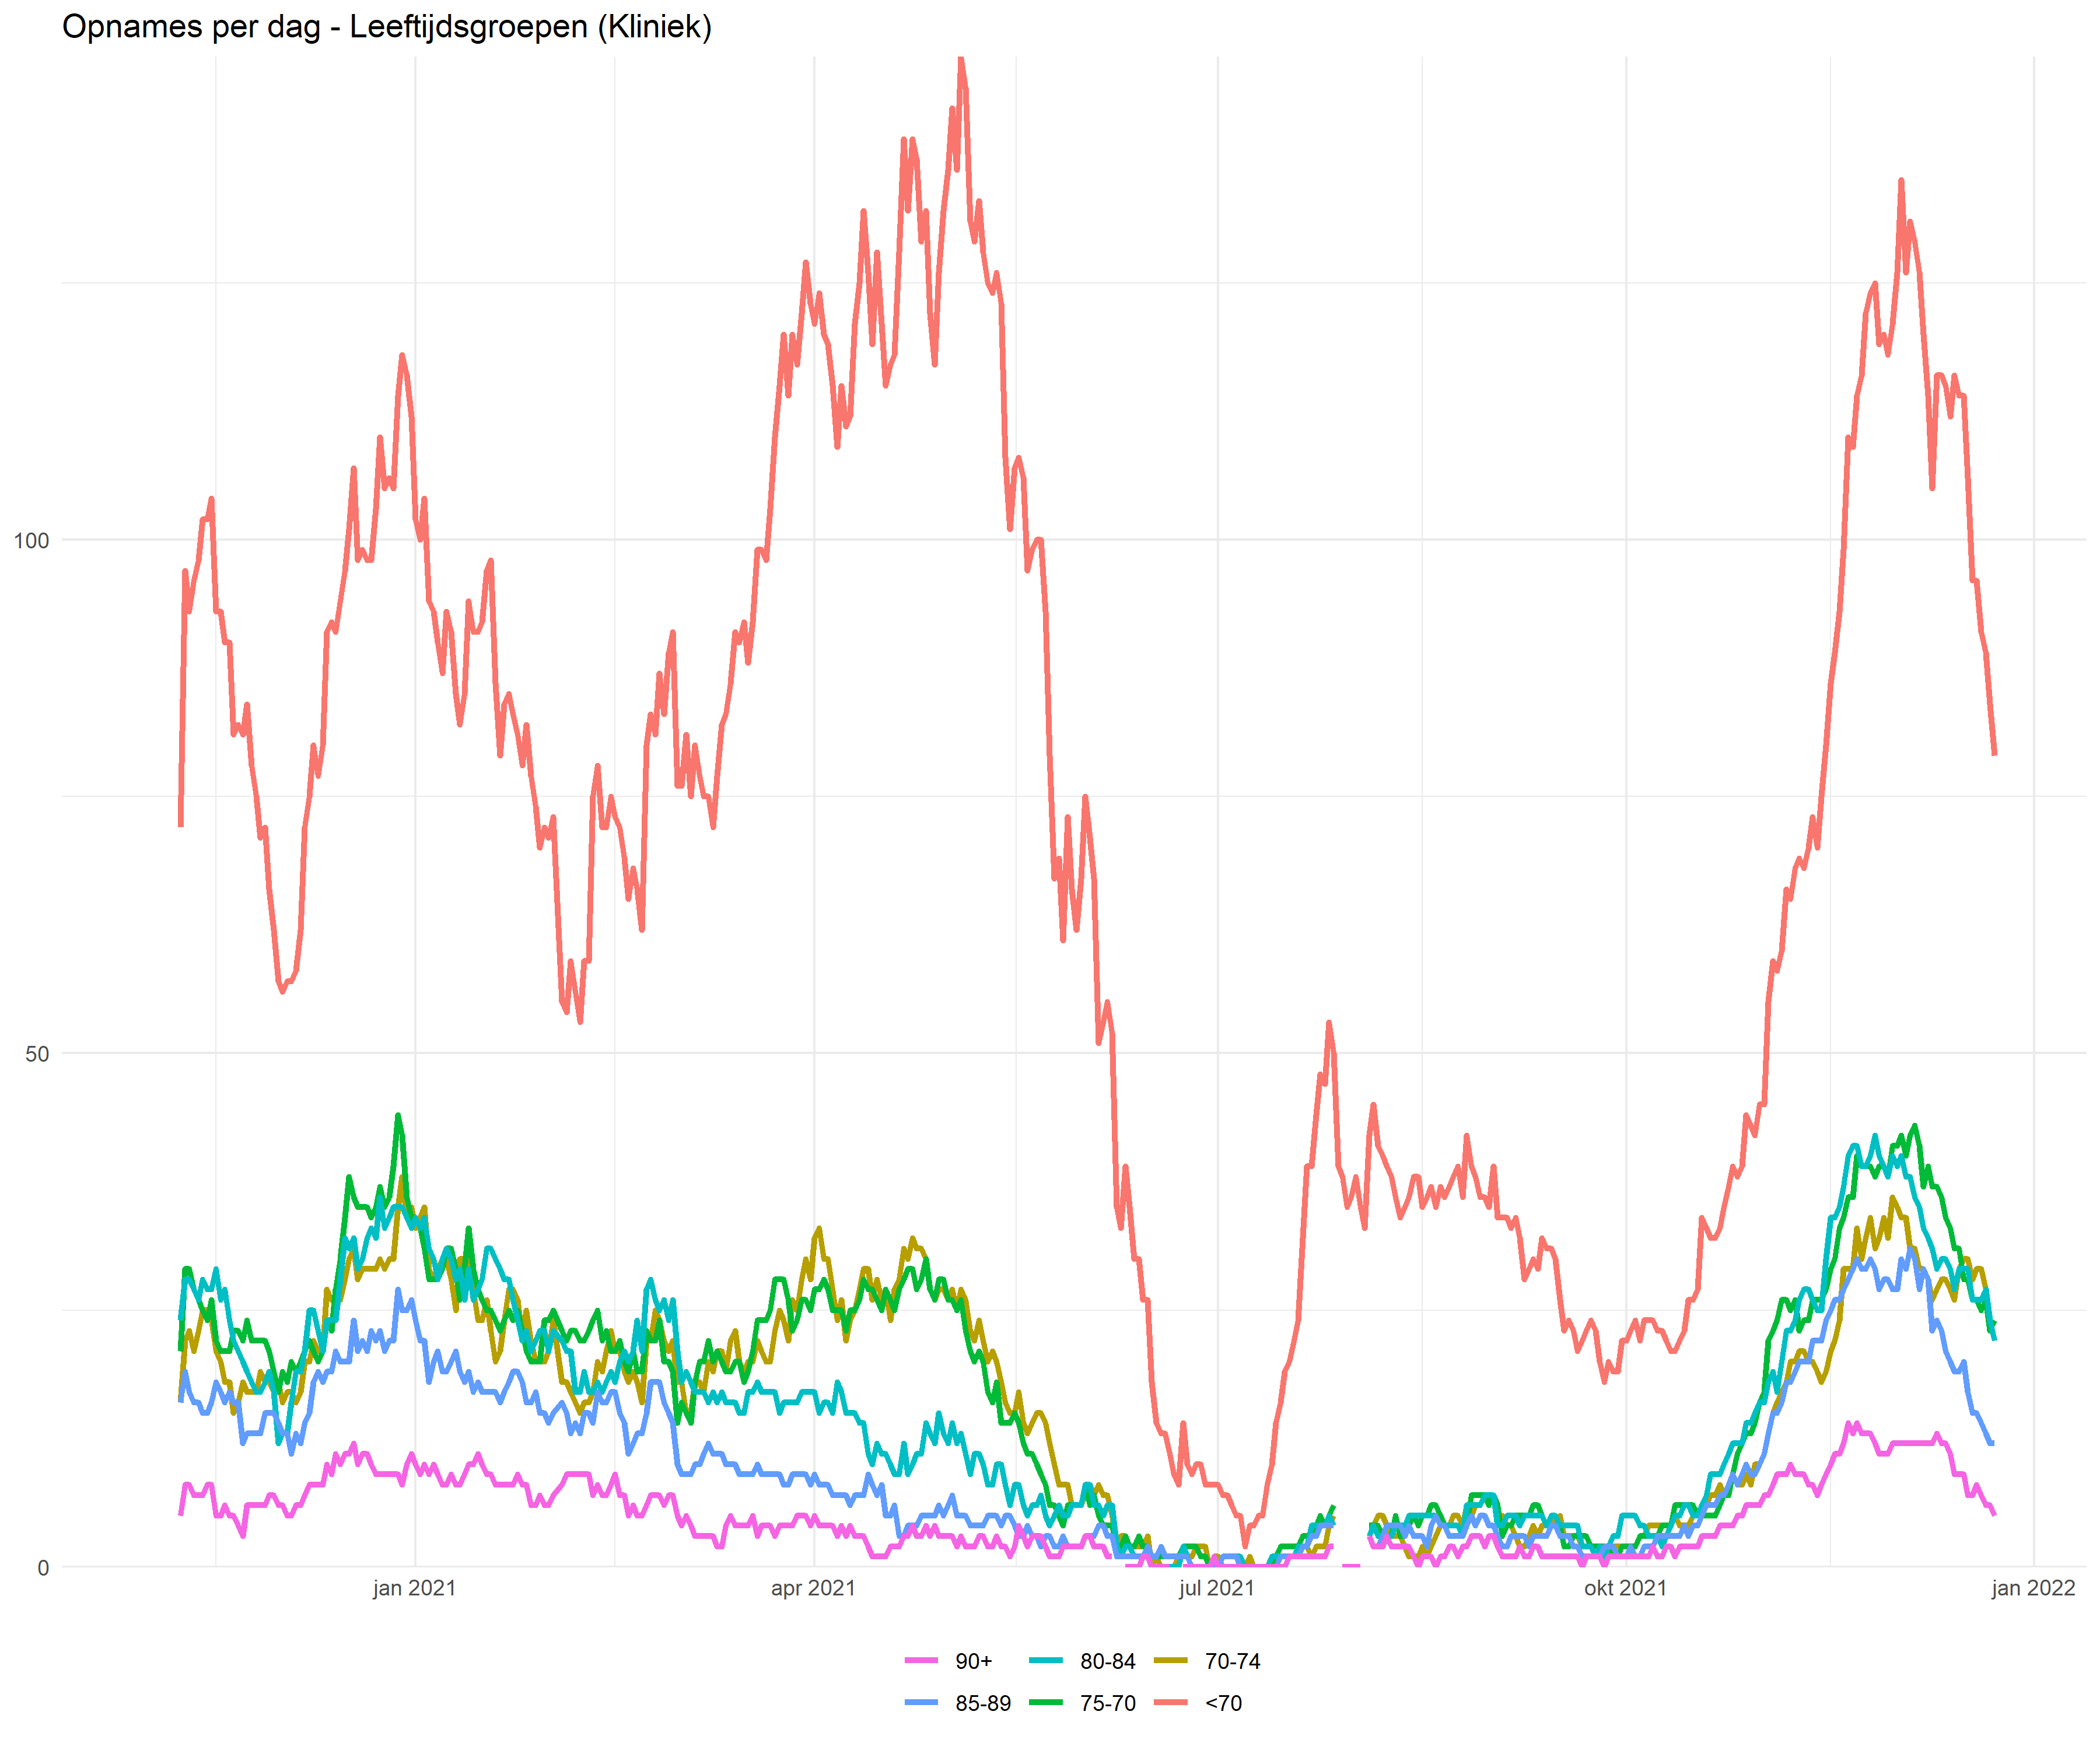 Opnames per dag - Leeftijdsgroepen (Kliniek)
100
50
0
jan 2021 apr 2021 jul 2021 okt 2021 jan 2022
90+ 80-84 70-74
85-89 75-70 <70